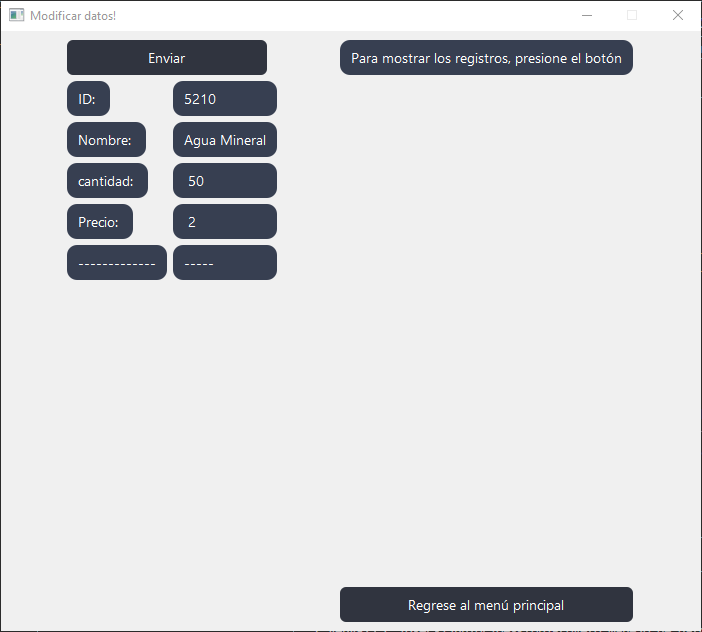 Modificar datos!
Enviar
Para mostrar los registros, presione el botón
ID: 5210
Nombre: Agua Mineral
cantidad: 50
Precio: 2
------------- -----
Regrese al menú principal